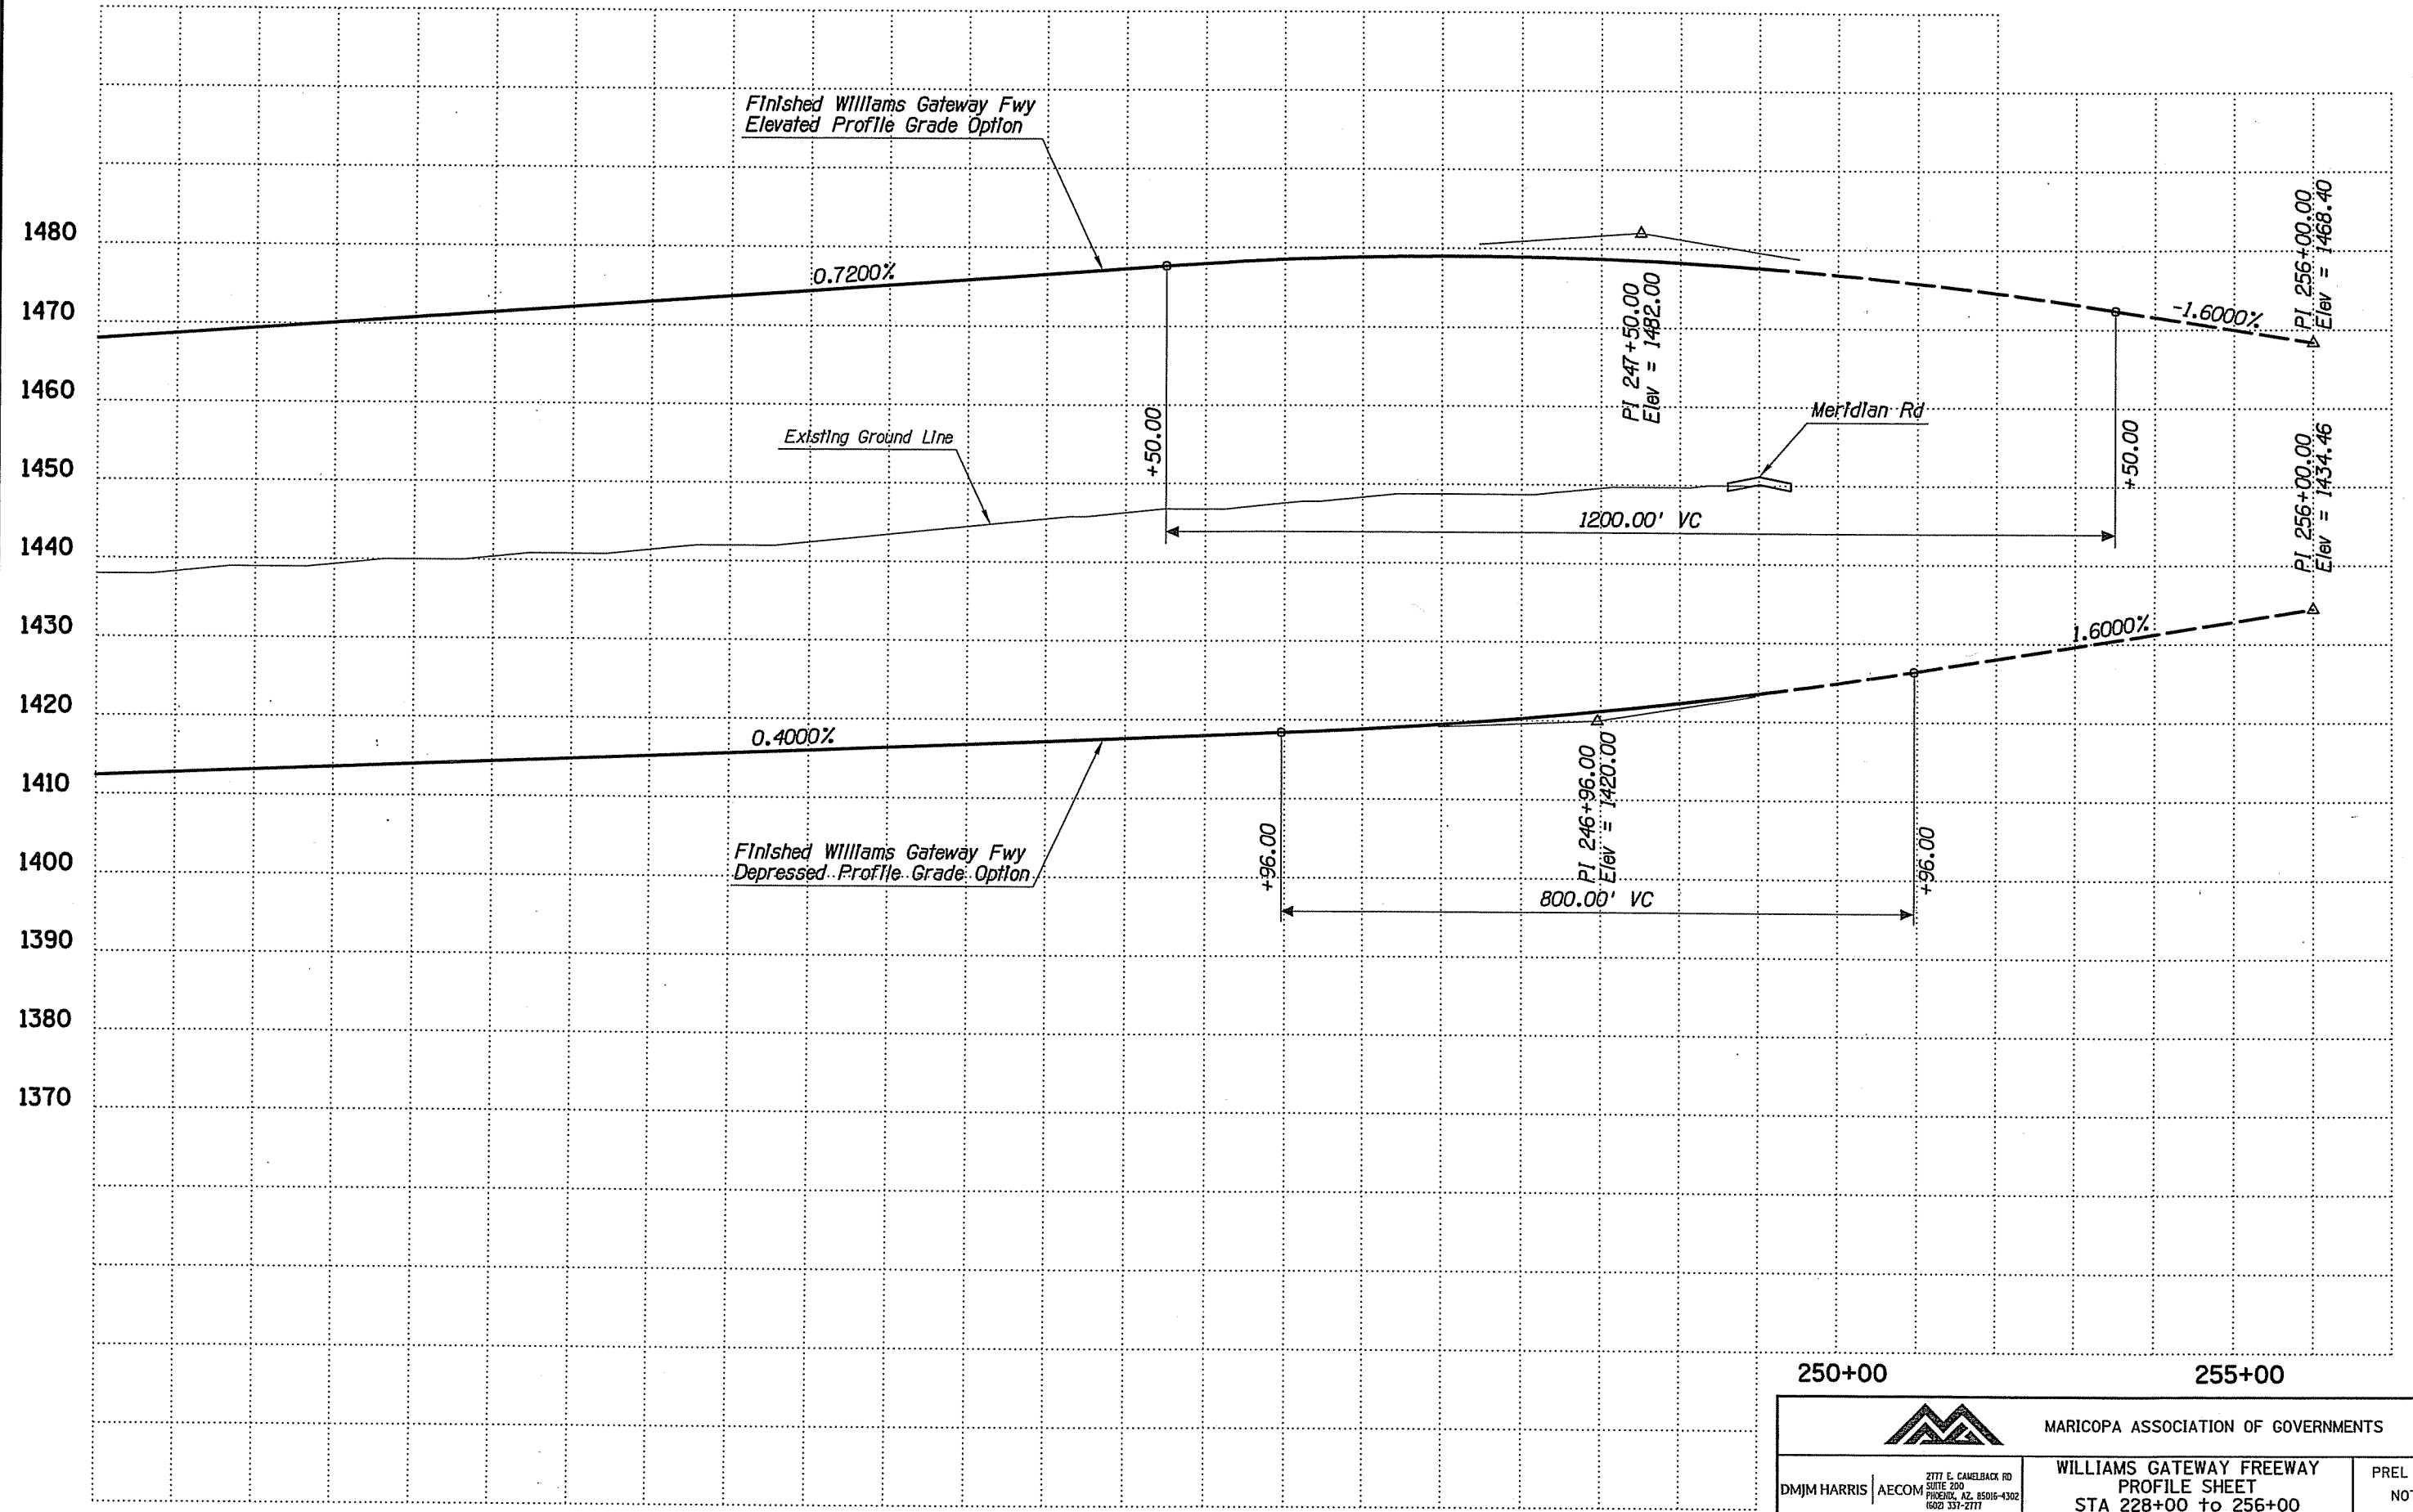 Finished Williams Gateway Fwy
Elevated Profile Grade Option
1480
1470
1460
1450
1440
1430
1420
1410
1400
1390
1380
1370
0.7200%
+50.00
PI 247+50.00
Elev = 1482.00
-1.6000%
PI 256+00.00
Elev = 1468.40
Existing Ground Line
Meridian Rd
+50.00
1200.00' VC
PI 256+00.00
Elev = 1434.46
1.6000%
0.4000%
Finished Williams Gateway Fwy
Depressed Profile Grade Option
+96.00
PI 246+96.00
Elev = 1420.00
+96.00
800.00' VC
250+00
255+00
MARICOPA ASSOCIATION OF GOVERNMENTS
DMJM HARRIS | AECOM
2777 E. CAMELBACK RD
SUITE 200
PHOENIX, AZ. 85016-4302
(602) 337-2777
WILLIAMS GATEWAY FREEWAY
PROFILE SHEET
STA 228+00 to 256+00
PREL
NOT